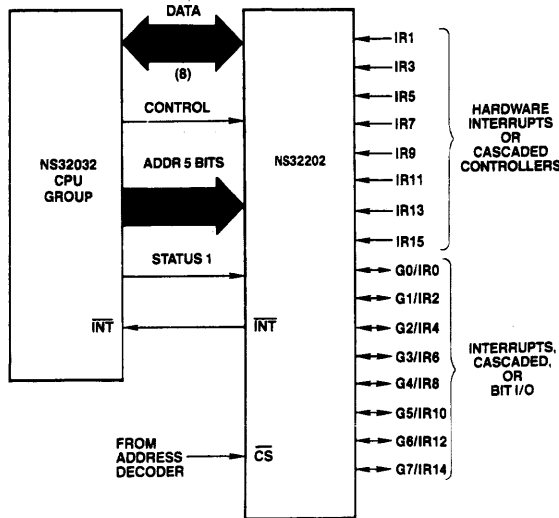 DATA
(8)
CONTROL
ADDR 5 BITS
STATUS 1
NS32032
CPU
GROUP
INT
NS32202
INT
FROM
ADDRESS
DECODER
CS
IR1
IR3
IR5
IR7
IR9
IR11
IR13
IR15
G0/IR0
G1/IR2
G2/IR4
G3/IR6
G4/IR8
G5/IR10
G6/IR12
G7/IR14
HARDWARE
INTERRUPTS
OR
CASCADED
CONTROLLERS
INTERRUPTS,
CASCADED,
OR
BIT I/O